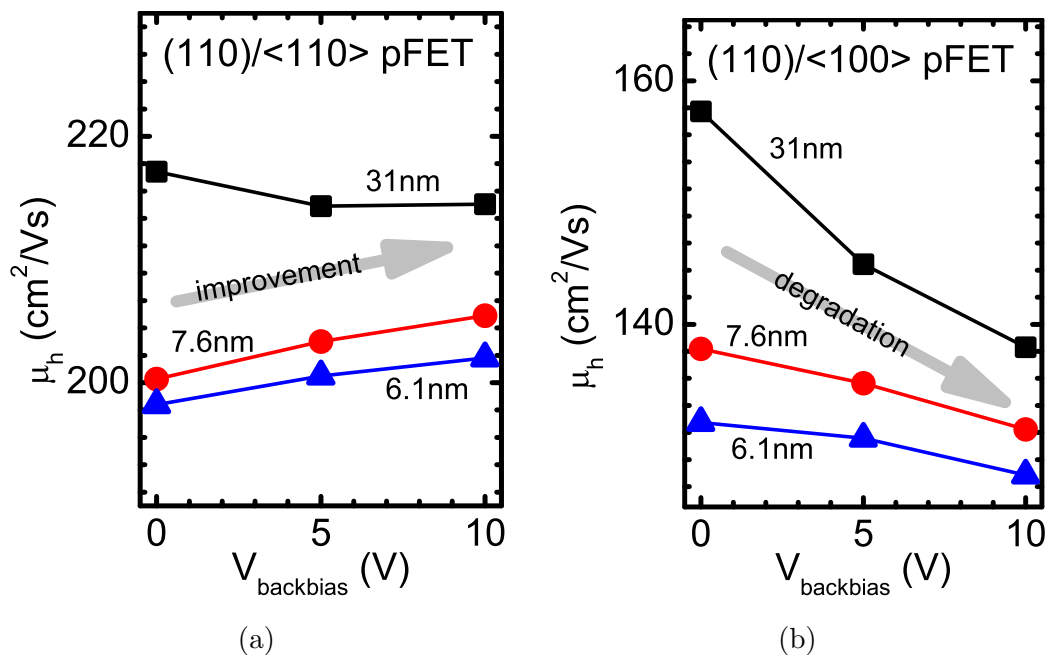 (110)/<110> pFET
220
200
μh (cm²/Vs)
31nm
improvement
7.6nm
6.1nm
0 5 10
Vbackbias (V)
(a)
(110)/<100> pFET
160
140
μh (cm²/Vs)
31nm
degradation
7.6nm
6.1nm
0 5 10
Vbackbias (V)
(b)